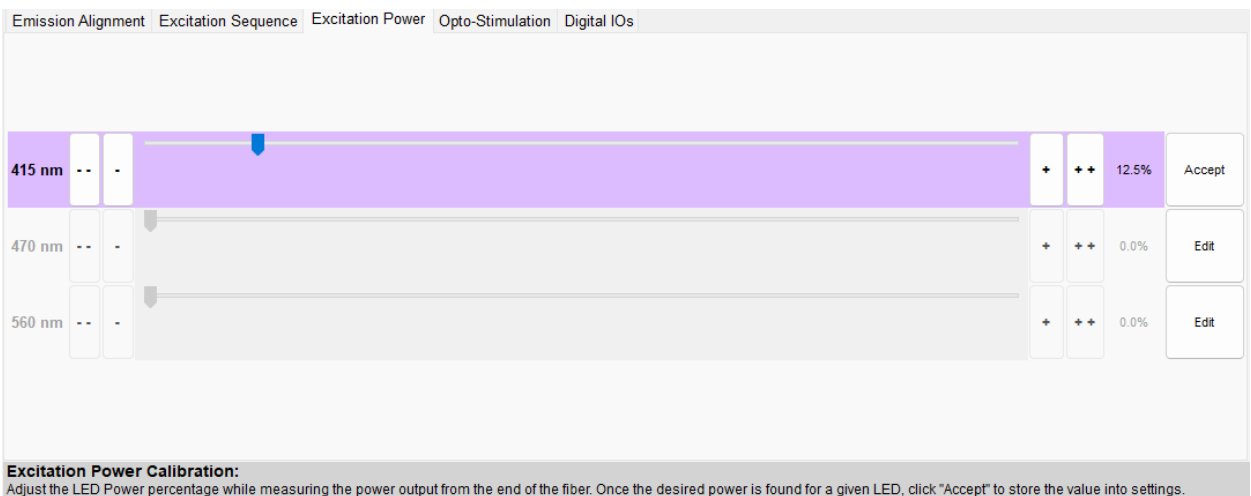 Emission Alignment Excitation Sequence Excitation Power Opto-Stimulation Digital IOs
415 nm -- - + ++ 12.5% Accept
470 nm -- - + ++ 0.0% Edit
560 nm -- - + ++ 0.0% Edit
Excitation Power Calibration:
Adjust the LED Power percentage while measuring the power output from the end of the fiber. Once the desired power is found for a given LED, click "Accept" to store the value into settings.